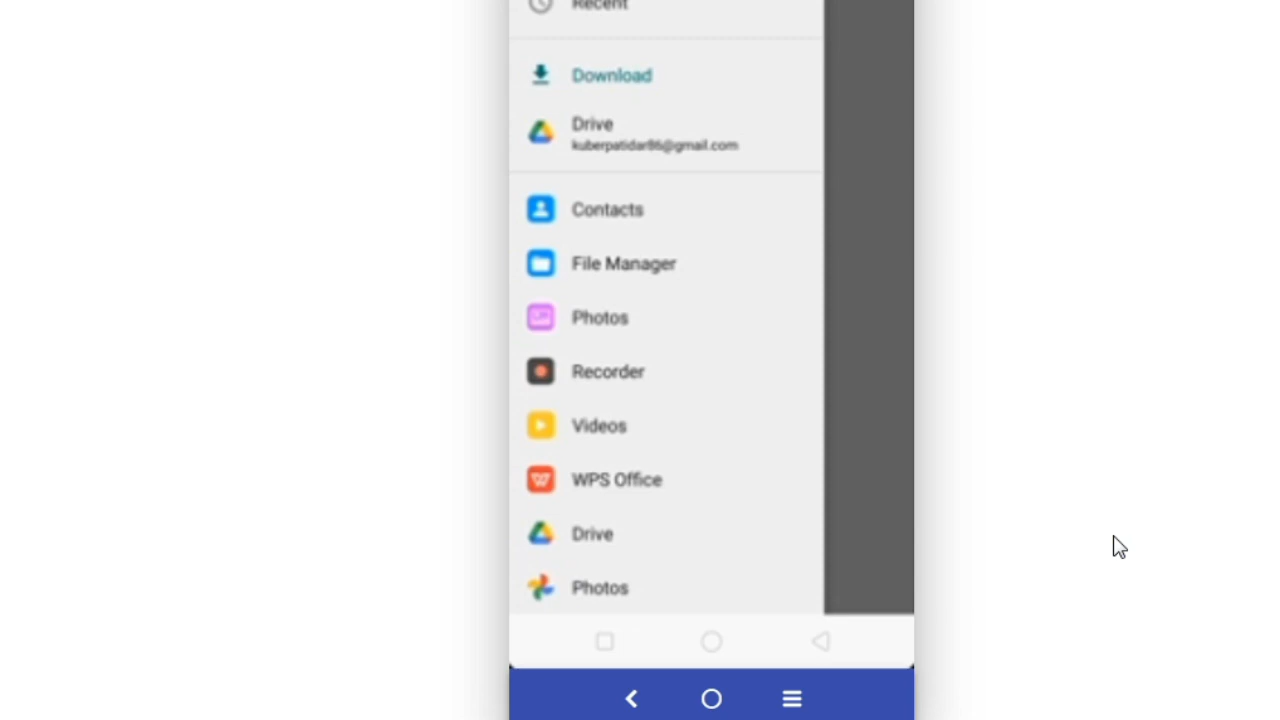 Recent
Download
Drive
kuberpatidar86@gmail.com
Contacts
File Manager
Photos
Recorder
Videos
WPS Office
Drive
Photos